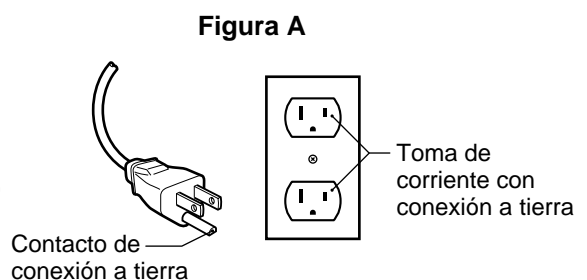 Figura A
Toma de
corriente con
conexión a tierra
Contacto de
conexión a tierra